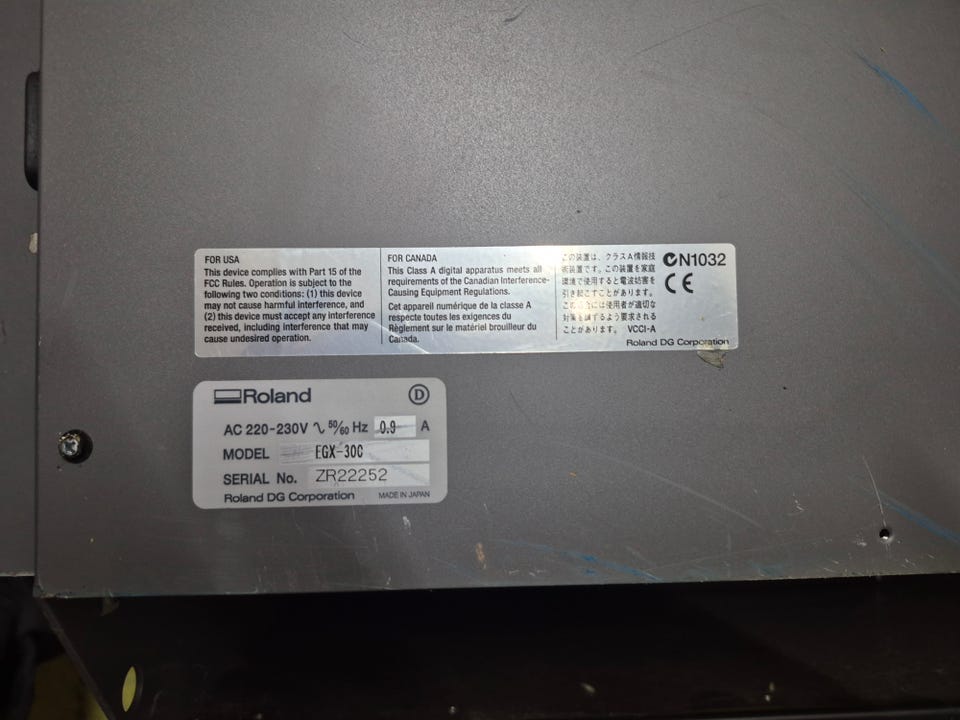 FOR USA
This device complies with Part 15 of the
FCC Rules. Operation is subject to the
following two conditions: (1) this device
may not cause harmful interference, and
(2) this device must accept any interference
received, including interference that may
cause undesired operation.
FOR CANADA
This Class A digital apparatus meets all
requirements of the Canadian Interference-
Causing Equipment Regulations.
Cet appareil numérique de la classe A
respecte toutes les exigences du
Règlement sur le matériel brouilleur du
Canada.
この装置は、クラスA情報技
術装置です。この装置を家庭
環境で使用すると電波妨害を
引き起こすことがあります。
には使用者が適切な
対策を講ずるよう要求される
ことがあります。 VCCI-A
N1032
CE
Roland DG Corporation
Roland
D
AC 220-230V ∿ 50/60 Hz 0.9 A
MODEL
SERIAL No. ZR22252
Roland DG Corporation MADE IN JAPAN